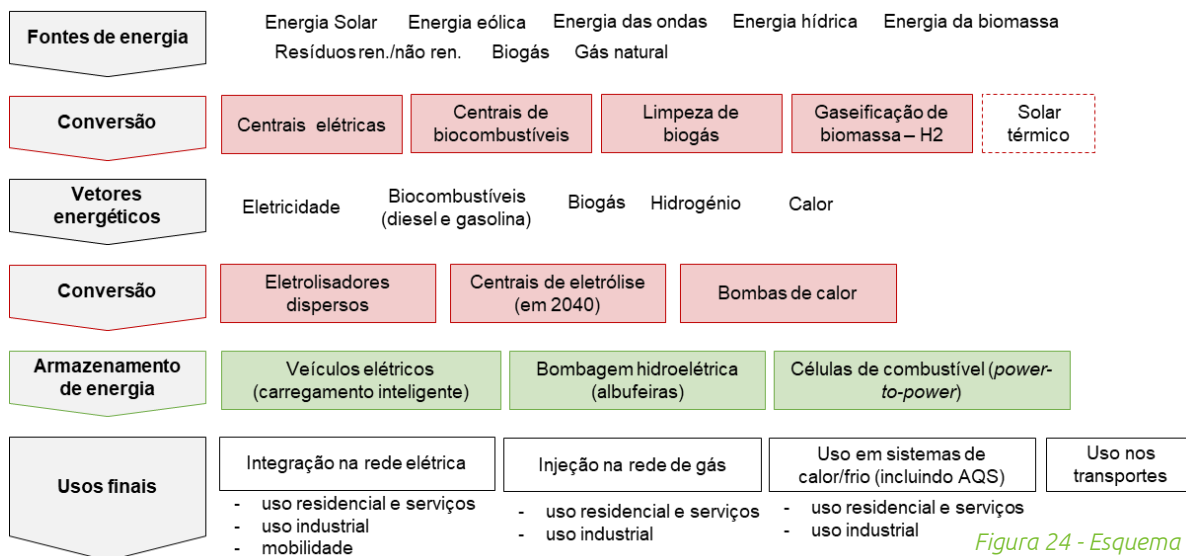 Fontes de energia
Energia Solar Energia eólica Energia das ondas Energia hídrica Energia da biomassa
Resíduos ren./não ren. Biogás Gás natural
Conversão
Centrais elétricas
Centrais de
biocombustíveis
Limpeza de
biogás
Gaseificação de
biomassa – H2
Solar
térmico
Vetores
energéticos
Eletricidade
Biocombustíveis
(diesel e gasolina)
Biogás
Hidrogénio
Calor
Conversão
Eletrolisadores
dispersos
Centrais de eletrólise
(em 2040)
Bombas de calor
Armazenamento
de energia
Veículos elétricos
(carregamento inteligente)
Bombagem hidroelétrica
(albufeiras)
Células de combustível (power-
to-power)
Usos finais
Integração na rede elétrica
- uso residencial e serviços
- uso industrial
- mobilidade
Injeção na rede de gás
- uso residencial e serviços
- uso industrial
Uso em sistemas de
calor/frio (incluindo AQS)
- uso residencial e serviços
- uso industrial
Uso nos
transportes
Figura 24 - Esquema